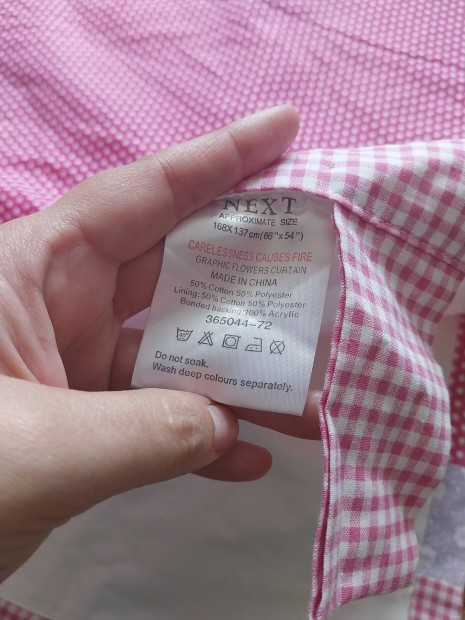 NEXT
APPROXIMATE SIZE
168X137cm(66"x54")
CARELESSNESS CAUSES FIRE
GRAPHIC FLOWERS CURTAIN
MADE IN CHINA
50% Cotton 50% Polyester
Lining:50% Cotton 50% Polyester
Bonded backing:100% Acrylic
365044-72
Do not soak.
Wash deep colours separately.